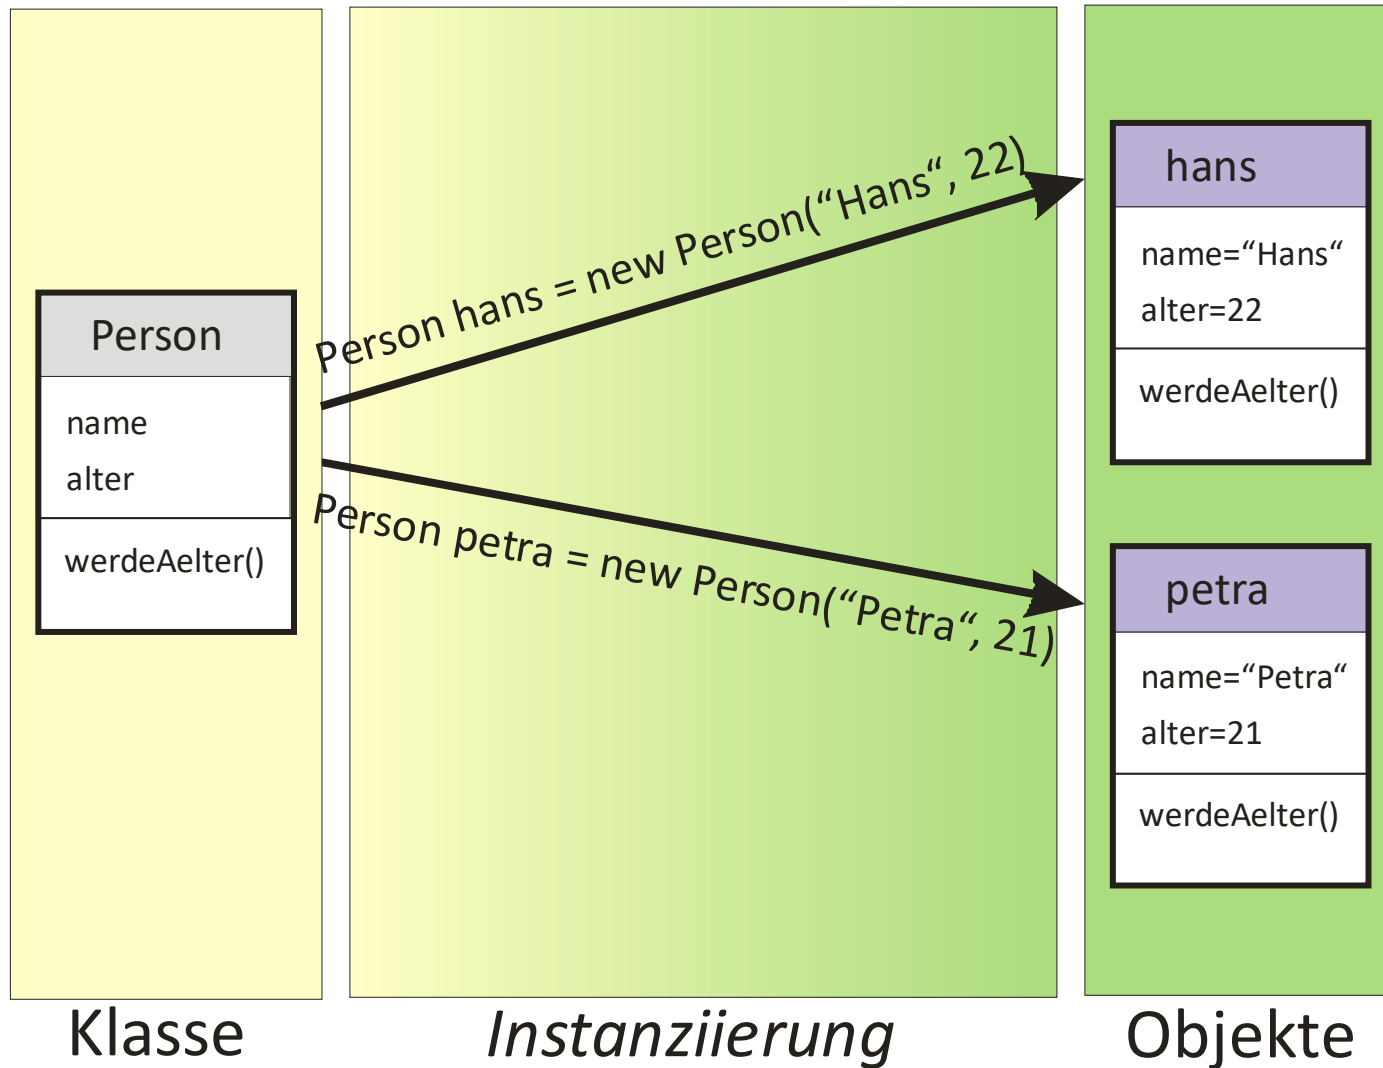 Person
name
alter
werdeAelter()
Person hans = new Person(“Hans“, 22)
Person petra = new Person(“Petra“, 21)
hans
name=“Hans“
alter=22
werdeAelter()
petra
name=“Petra“
alter=21
werdeAelter()
Klasse
Instanziierung
Objekte